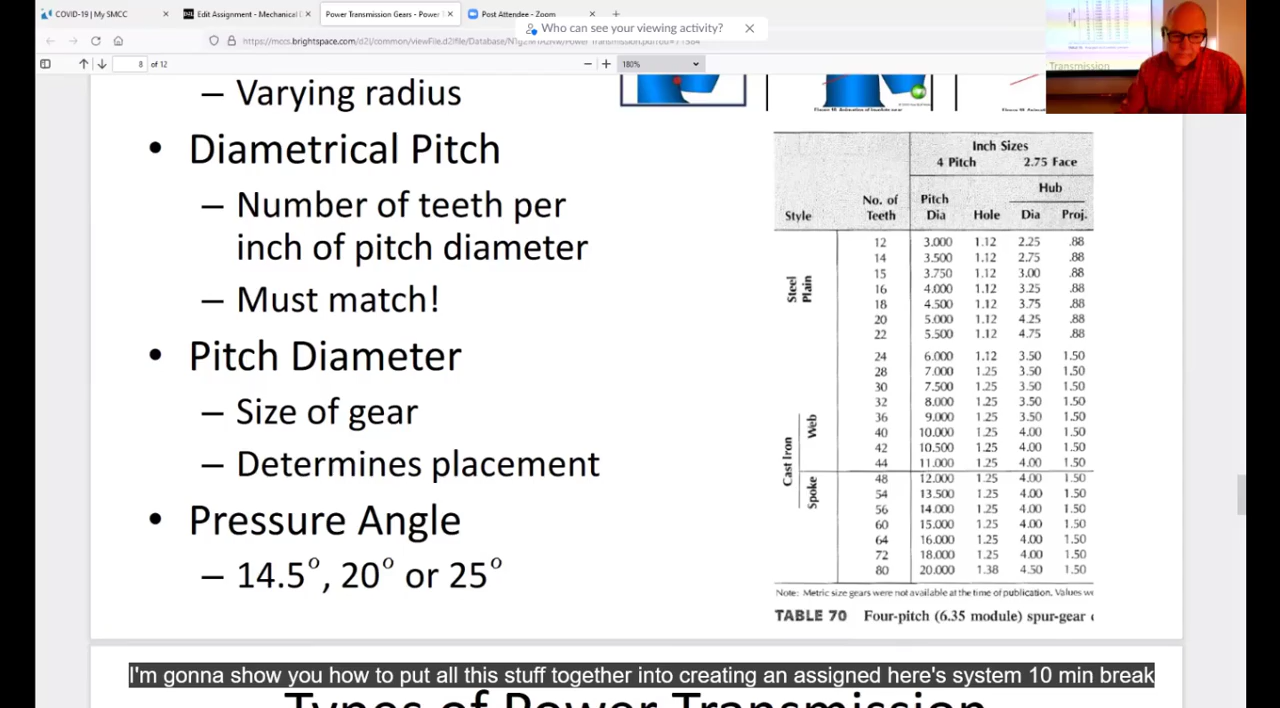 COVID-19 | My SMCC
Edit Assignment - Mechanical
Power Transmission Gears - Power
Post Attendee - Zoom
Who can see your viewing activity?
8 of 12
180%
Transmission
– Varying radius
• Diametrical Pitch
– Number of teeth per
inch of pitch diameter
– Must match!
• Pitch Diameter
– Size of gear
– Determines placement
• Pressure Angle
– 14.5°, 20° or 25°
Inch Sizes
4 Pitch 2.75 Face
Hub
Style No. of Teeth Pitch Dia Hole Dia Proj.
Steel Plain
12 3.000 1.12 2.25 .88
14 3.500 1.12 2.75 .88
15 3.750 1.12 3.00 .88
16 4.000 1.12 3.25 .88
18 4.500 1.12 3.75 .88
20 5.000 1.12 4.25 .88
22 5.500 1.12 4.75 .88
Cast Iron
Web
24 6.000 1.12 3.50 1.50
28 7.000 1.25 3.50 1.50
30 7.500 1.25 3.50 1.50
32 8.000 1.25 3.50 1.50
36 9.000 1.25 3.50 1.50
40 10.000 1.25 4.00 1.50
42 10.500 1.25 4.00 1.50
44 11.000 1.25 4.00 1.50
Spoke
48 12.000 1.25 4.00 1.50
54 13.500 1.25 4.00 1.50
56 14.000 1.25 4.00 1.50
60 15.000 1.25 4.00 1.50
64 16.000 1.25 4.00 1.50
72 18.000 1.25 4.00 1.50
80 20.000 1.38 4.50 1.50
Note: Metric size gears were not available at the time of publication. Values
TABLE 70 Four-pitch (6.35 module) spur-gear
I'm gonna show you how to put all this stuff together into creating an assigned here's system 10 min break
Types of Power Transmission